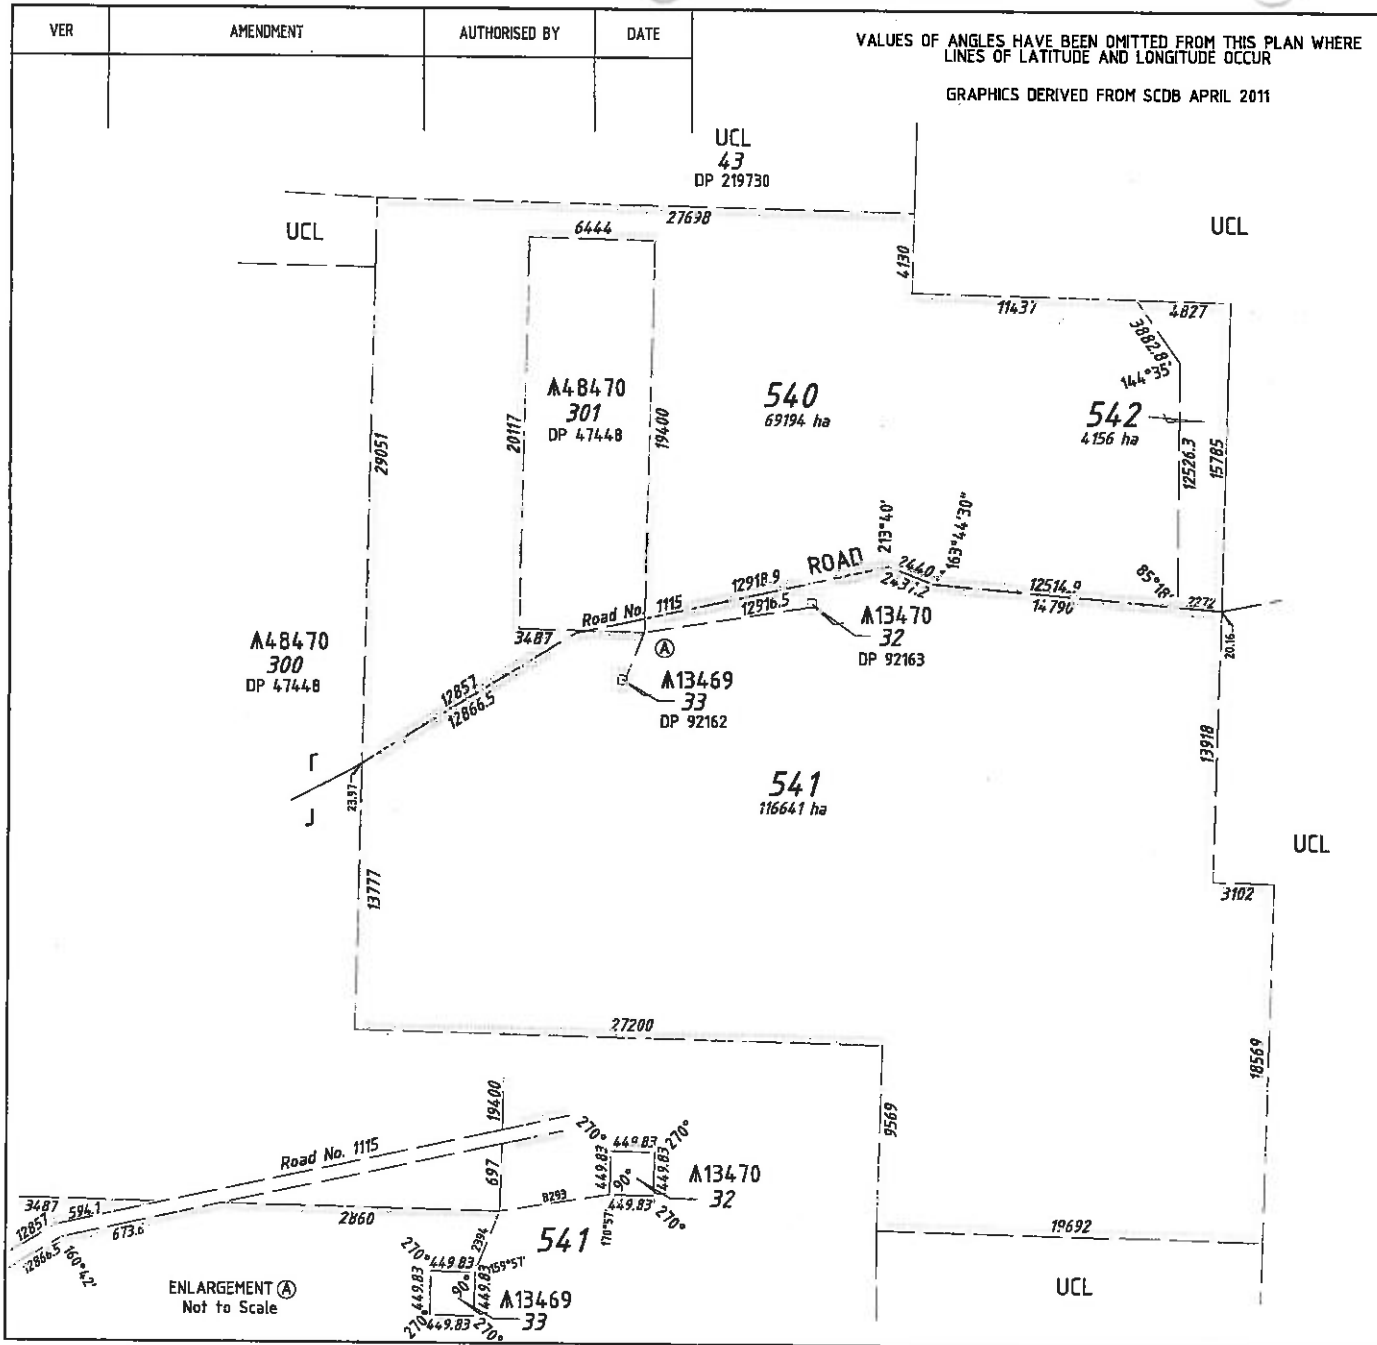 VER AMENDMENT AUTHORISED BY DATE
VALUES OF ANGLES HAVE BEEN OMITTED FROM THIS PLAN WHERE
LINES OF LATITUDE AND LONGITUDE OCCUR
GRAPHICS DERIVED FROM SCDB APRIL 2011
UCL
43
DP 219730
UCL
UCL
27698
6444
4130
11437
4827
3882.8
144°35'
A48470
301
DP 47448
20117
19400
29051
540
69194 ha
542
4156 ha
12526.3
15785
213°40'
163°44'30"
ROAD
2440
2437.2
12918.9
12916.5
Road No. 1115
12514.9
14790
85°18'
2272
20.16
3487
A
A13470
32
DP 92163
A48470
300
DP 47448
12857
12866.5
A13469
33
DP 92162
13918
23.97
541
116641 ha
UCL
3102
13777
27200
18569
9569
19692
UCL
19400
Road No. 1115
270°
449.83
270°
449.83
90°
449.83
A13470
32
697
8293
449.83
270°
170°57'
3487
594.1
2860
12857
673.6
12866.5
160°42'
2394
541
270°
449.83
159°57'
449.83
90°
449.83
A13469
33
270°
449.83
270°
ENLARGEMENT A
Not to Scale